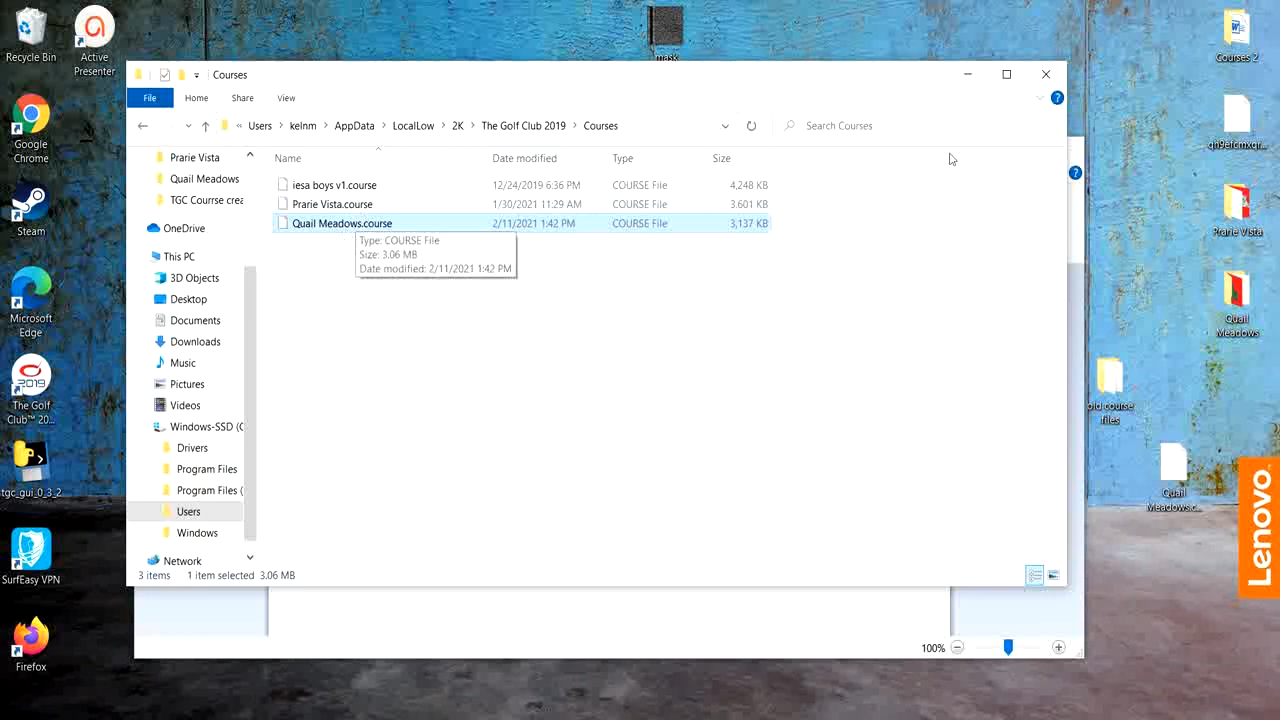 Recycle Bin
Active Presenter
mask
Courses 2
Google Chrome
Prarie Vista
Steam
Microsoft Edge
Quail Meadows
The Golf Club™ 20...
old course files
tgc_gui_0_3_2
Quail Meadows.c...
SurfEasy VPN
Firefox
Lenovo
Courses
File Home Share View
« Users > kelnm > AppData > LocalLow > 2K > The Golf Club 2019 > Courses
Search Courses
Prarie Vista
Quail Meadows
TGC Course crea
OneDrive
This PC
3D Objects
Desktop
Documents
Downloads
Music
Pictures
Videos
Windows-SSD (C
Drivers
Program Files
Program Files (
Users
Windows
Network
Name Date modified Type Size
iesa boys v1.course 12/24/2019 6:36 PM COURSE File 4,248 KB
Prarie Vista.course 1/30/2021 11:29 AM COURSE File 3,601 KB
Quail Meadows.course 2/11/2021 1:42 PM COURSE File 3,137 KB
Type: COURSE File
Size: 3.06 MB
Date modified: 2/11/2021 1:42 PM
3 items 1 item selected 3.06 MB
100%